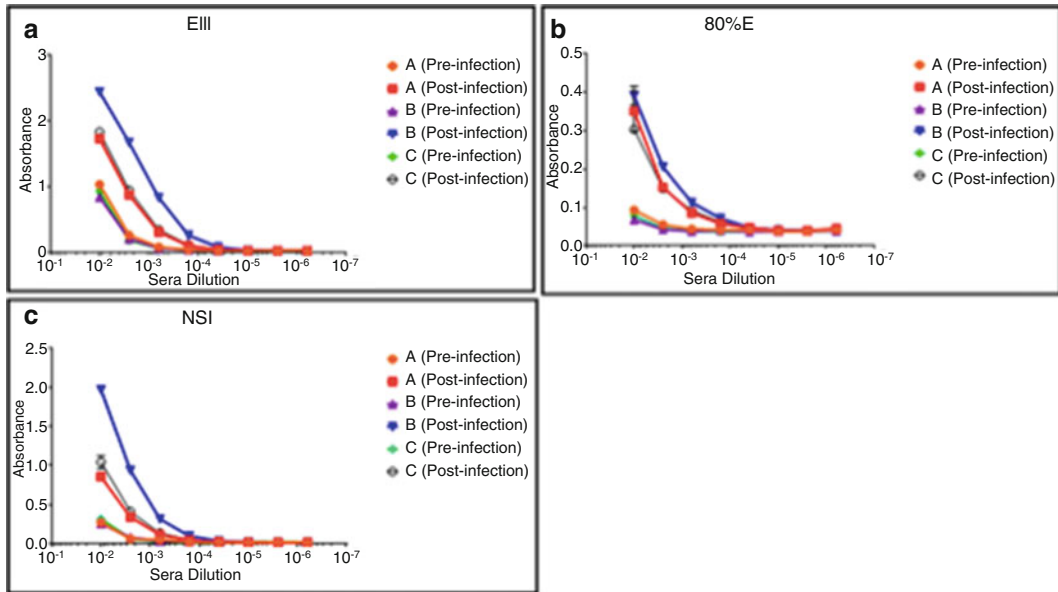 a
EIII
3
2
1
0
Absorbance
10-1 10-2 10-3 10-4 10-5 10-6 10-7
Sera Dilution
A (Pre-infection)
A (Post-infection)
B (Pre-infection)
B (Post-infection)
C (Pre-infection)
C (Post-infection)
b
80%E
0.5
0.4
0.3
0.2
0.1
0.0
Absorbance
10-1 10-2 10-3 10-4 10-5 10-6 10-7
Sera Dilution
A (Pre-infection)
A (Post-infection)
B (Pre-infection)
B (Post-infection)
C (Pre-infection)
C (Post-infection)
c
NSI
2.5
2.0
1.5
1.0
0.5
0.0
Absorbance
10-1 10-2 10-3 10-4 10-5 10-6 10-7
Sera Dilution
A (Pre-infection)
A (Post-infection)
B (Pre-infection)
B (Post-infection)
C (Pre-infection)
C (Post-infection)